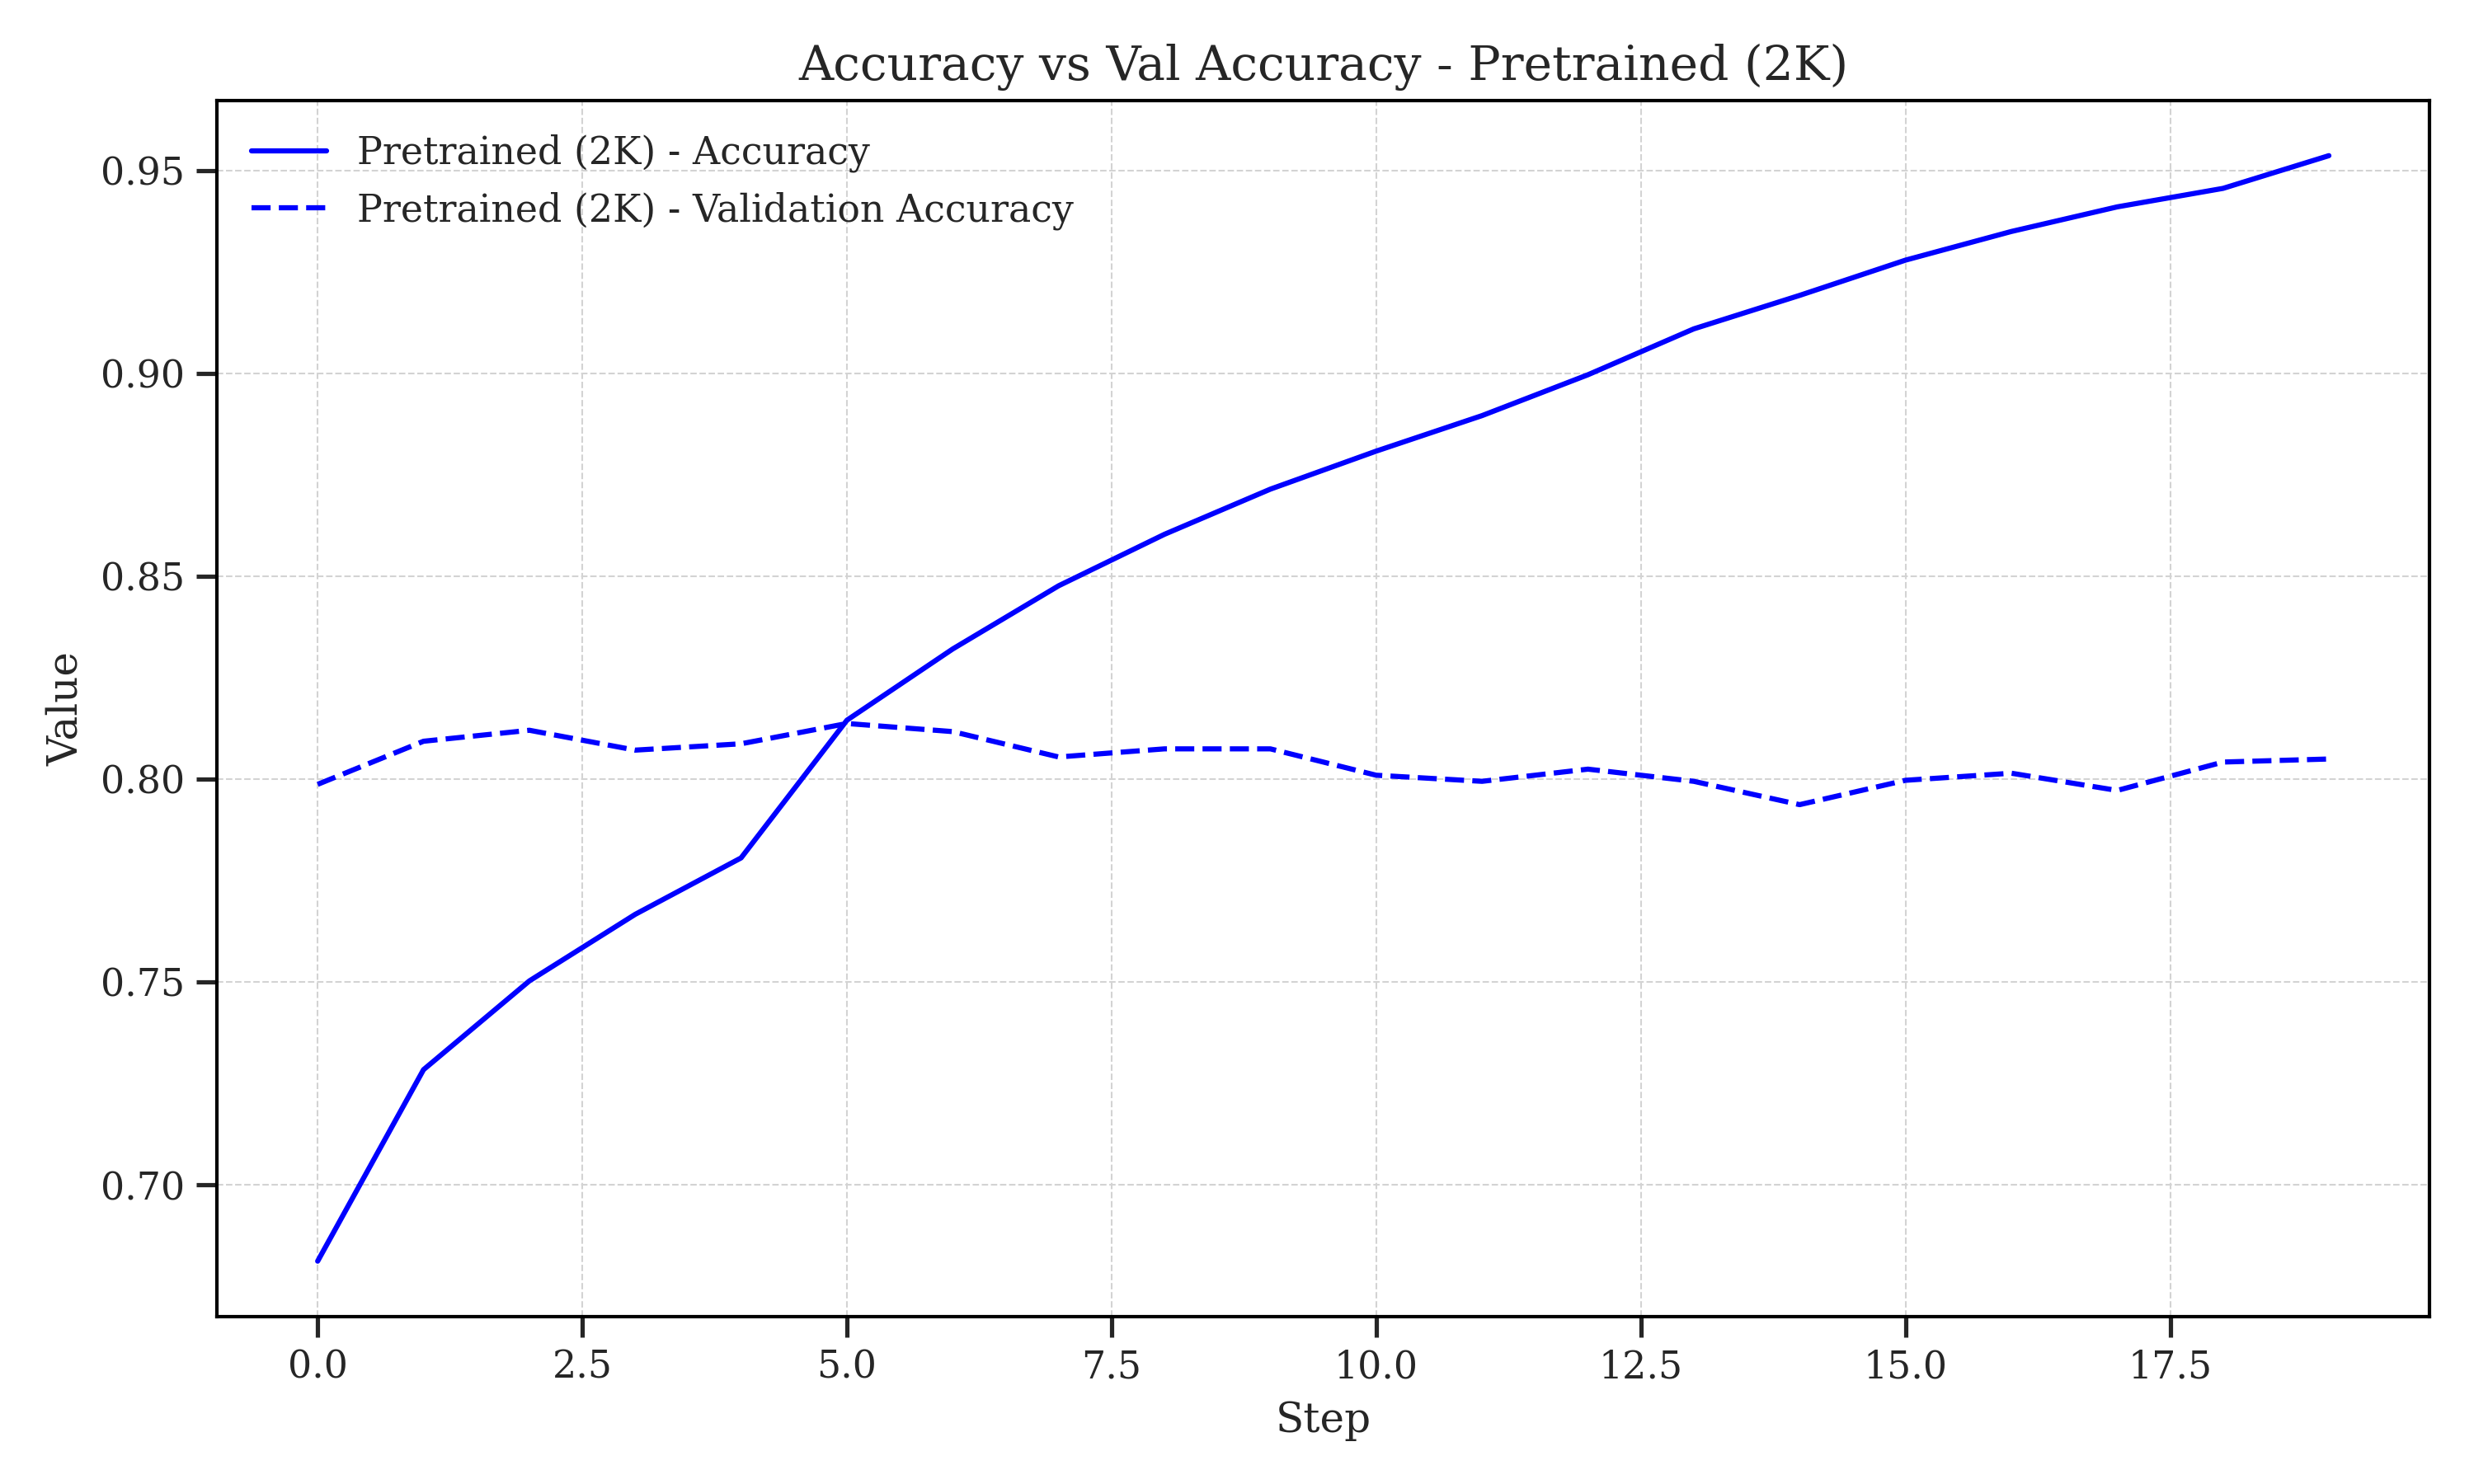 Accuracy vs Val Accuracy - Pretrained (2K)
Pretrained (2K) - Accuracy
Pretrained (2K) - Validation Accuracy
0.95
0.90
0.85
0.80
0.75
0.70
Value
0.0 2.5 5.0 7.5 10.0 12.5 15.0 17.5
Step